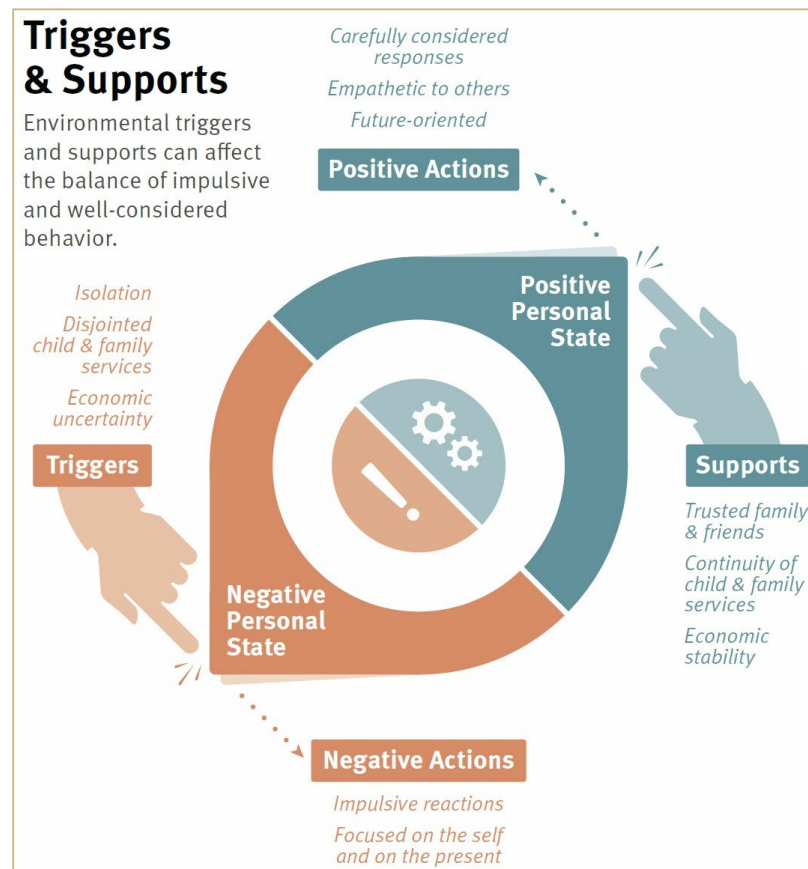 Triggers
& Supports
Environmental triggers
and supports can affect
the balance of impulsive
and well-considered
behavior.
Carefully considered
responses
Empathetic to others
Future-oriented
Positive Actions
Isolation
Disjointed
child & family
services
Economic
uncertainty
Triggers
Positive
Personal
State
Supports
Trusted family
& friends
Continuity of
child & family
services
Economic
stability
Negative
Personal
State
Negative Actions
Impulsive reactions
Focused on the self
and on the present